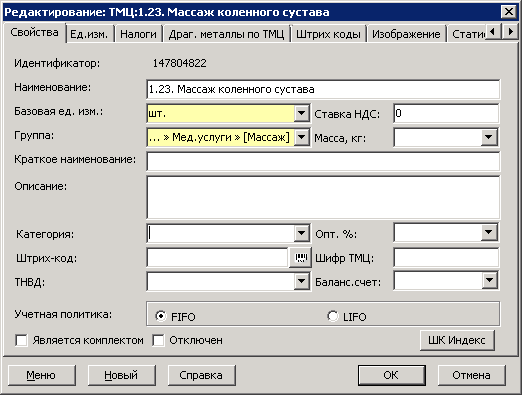 Редактирование: ТМЦ:1.23. Массаж коленного сустава
Свойства Ед.изм. Налоги Драг. металлы по ТМЦ Штрих коды Изображение Статис
Идентификатор: 147804822
Наименование: 1.23. Массаж коленного сустава
Базовая ед. изм.: шт. Ставка НДС: 0
Группа: ... » Мед.услуги » [Массаж] Масса, кг:
Краткое наименование:
Описание:
Категория: Опт. %:
Штрих-код: Шифр ТМЦ:
ТНВД: Баланс.счет:
Учетная политика: FIFO LIFO
Является комплектом Отключен ШК Индекс
Меню Новый Справка OK Отмена